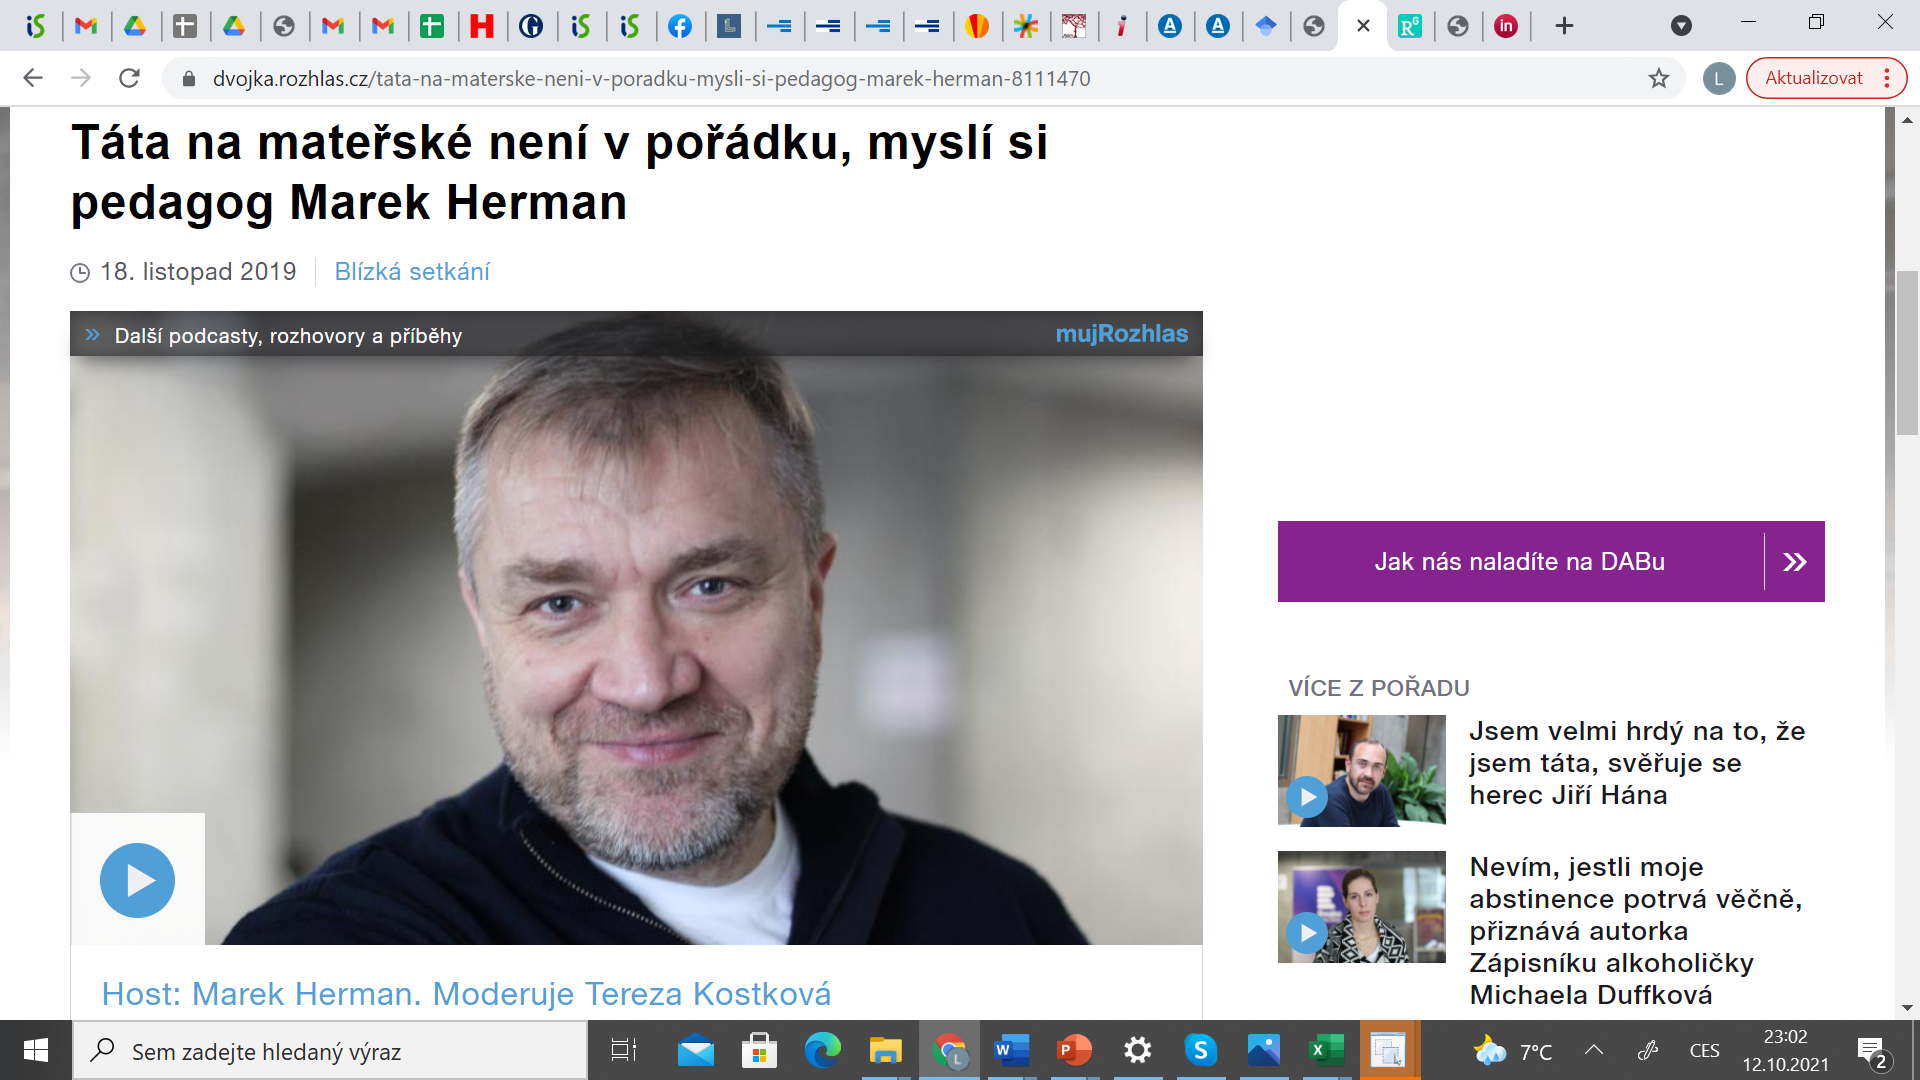 dvojka.rozhlas.cz/tata-na-materske-neni-v-poradku-mysli-si-pedagog-marek-herman-8111470
L
Aktualizovat
Táta na mateřské není v pořádku, myslí si
pedagog Marek Herman
18. listopad 2019
Blízká setkání
Další podcasty, rozhovory a příběhy
mujRozhlas
Host: Marek Herman. Moderuje Tereza Kostková
Jak nás naladíte na DABu
VÍCE Z POŘADU
Jsem velmi hrdý na to, že
jsem táta, svěřuje se
herec Jiří Hána
Nevím, jestli moje
abstinence potrvá věčně,
přiznává autorka
Zápisníku alkoholičky
Michaela Duffková
Sem zadejte hledaný výraz
7°C
CES
23:02
12.10.2021
2